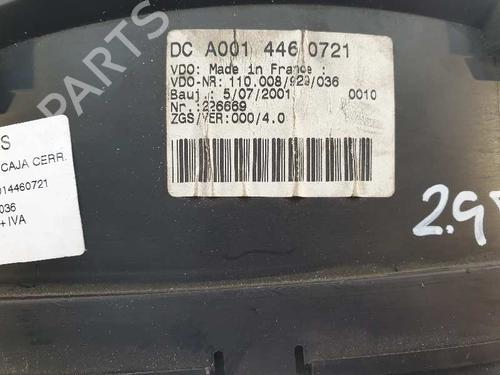 DC A001 446 0721
VDO: Made in France :
VDO-NR: 110.008/923/036
Bauj.: 5/07/2001 0010
Nr.:226669
ZGS/VER:000/4.0
S
CAJA CERR.
014460721
036
+IVA
2.9
B-PARTS